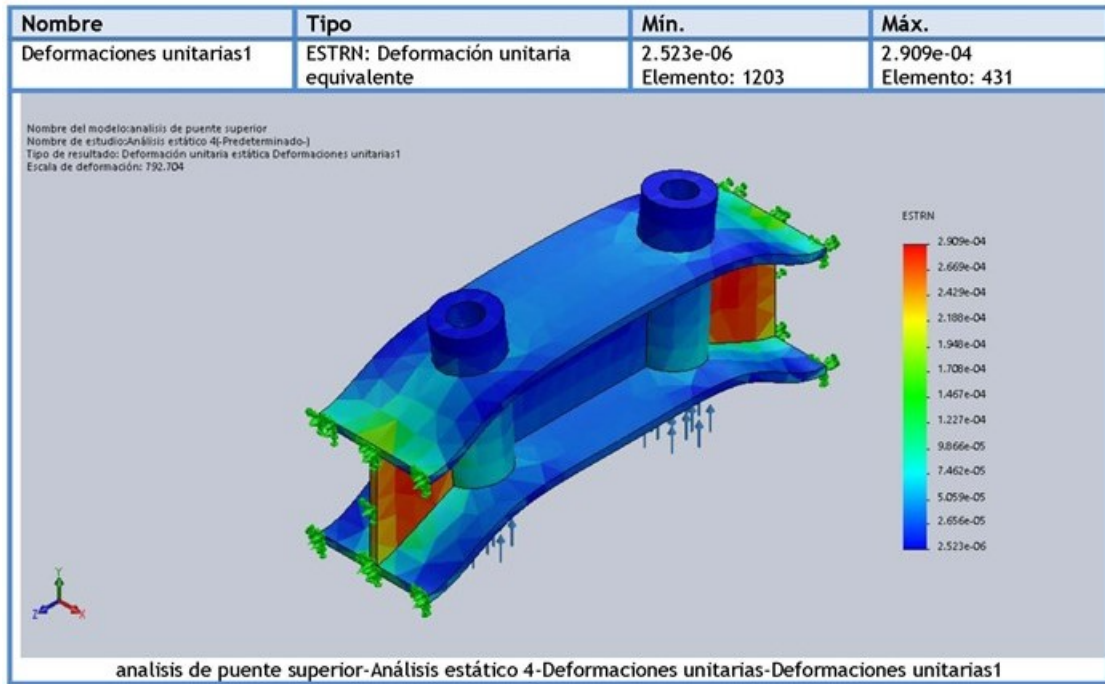 Nombre Tipo Mín. Máx.
Deformaciones unitarias1 ESTRN: Deformación unitaria equivalente 2.523e-06 Elemento: 1203 2.909e-04 Elemento: 431
Nombre del modelo:analisis de puente superior
Nombre de estudio:Análisis estático 4(-Predeterminado-)
Tipo de resultado: Deformación unitaria estática Deformaciones unitarias1
Escala de deformación: 792.704
ESTRN
2.909e-04
2.669e-04
2.429e-04
2.188e-04
1.948e-04
1.708e-04
1.467e-04
1.227e-04
9.866e-05
7.462e-05
5.059e-05
2.656e-05
2.523e-06
Y
Z X
analisis de puente superior-Análisis estático 4-Deformaciones unitarias-Deformaciones unitarias1